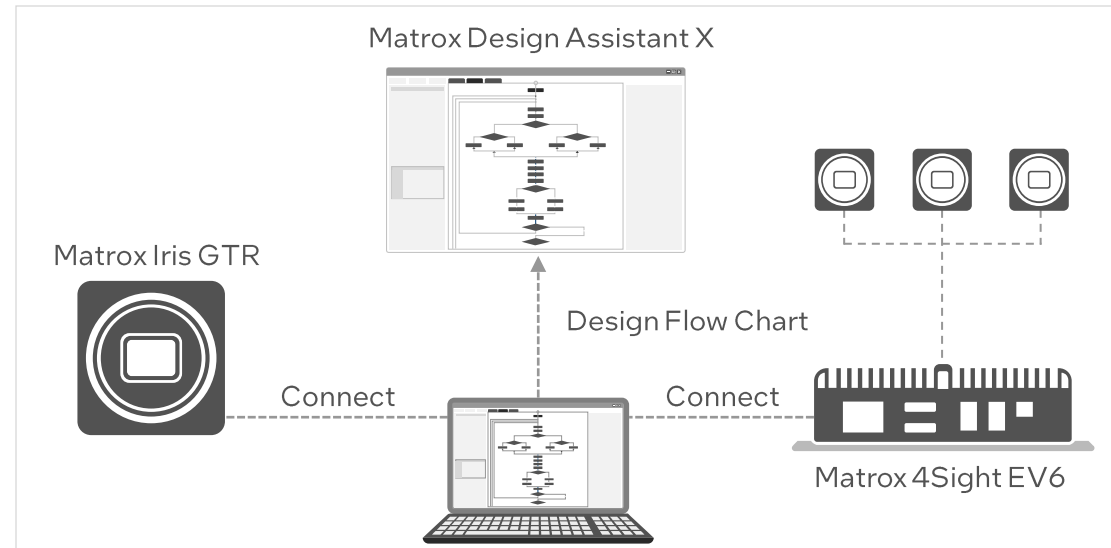 Matrox Design Assistant X
Matrox Iris GTR
Design Flow Chart
Connect
Connect
Matrox 4Sight EV6